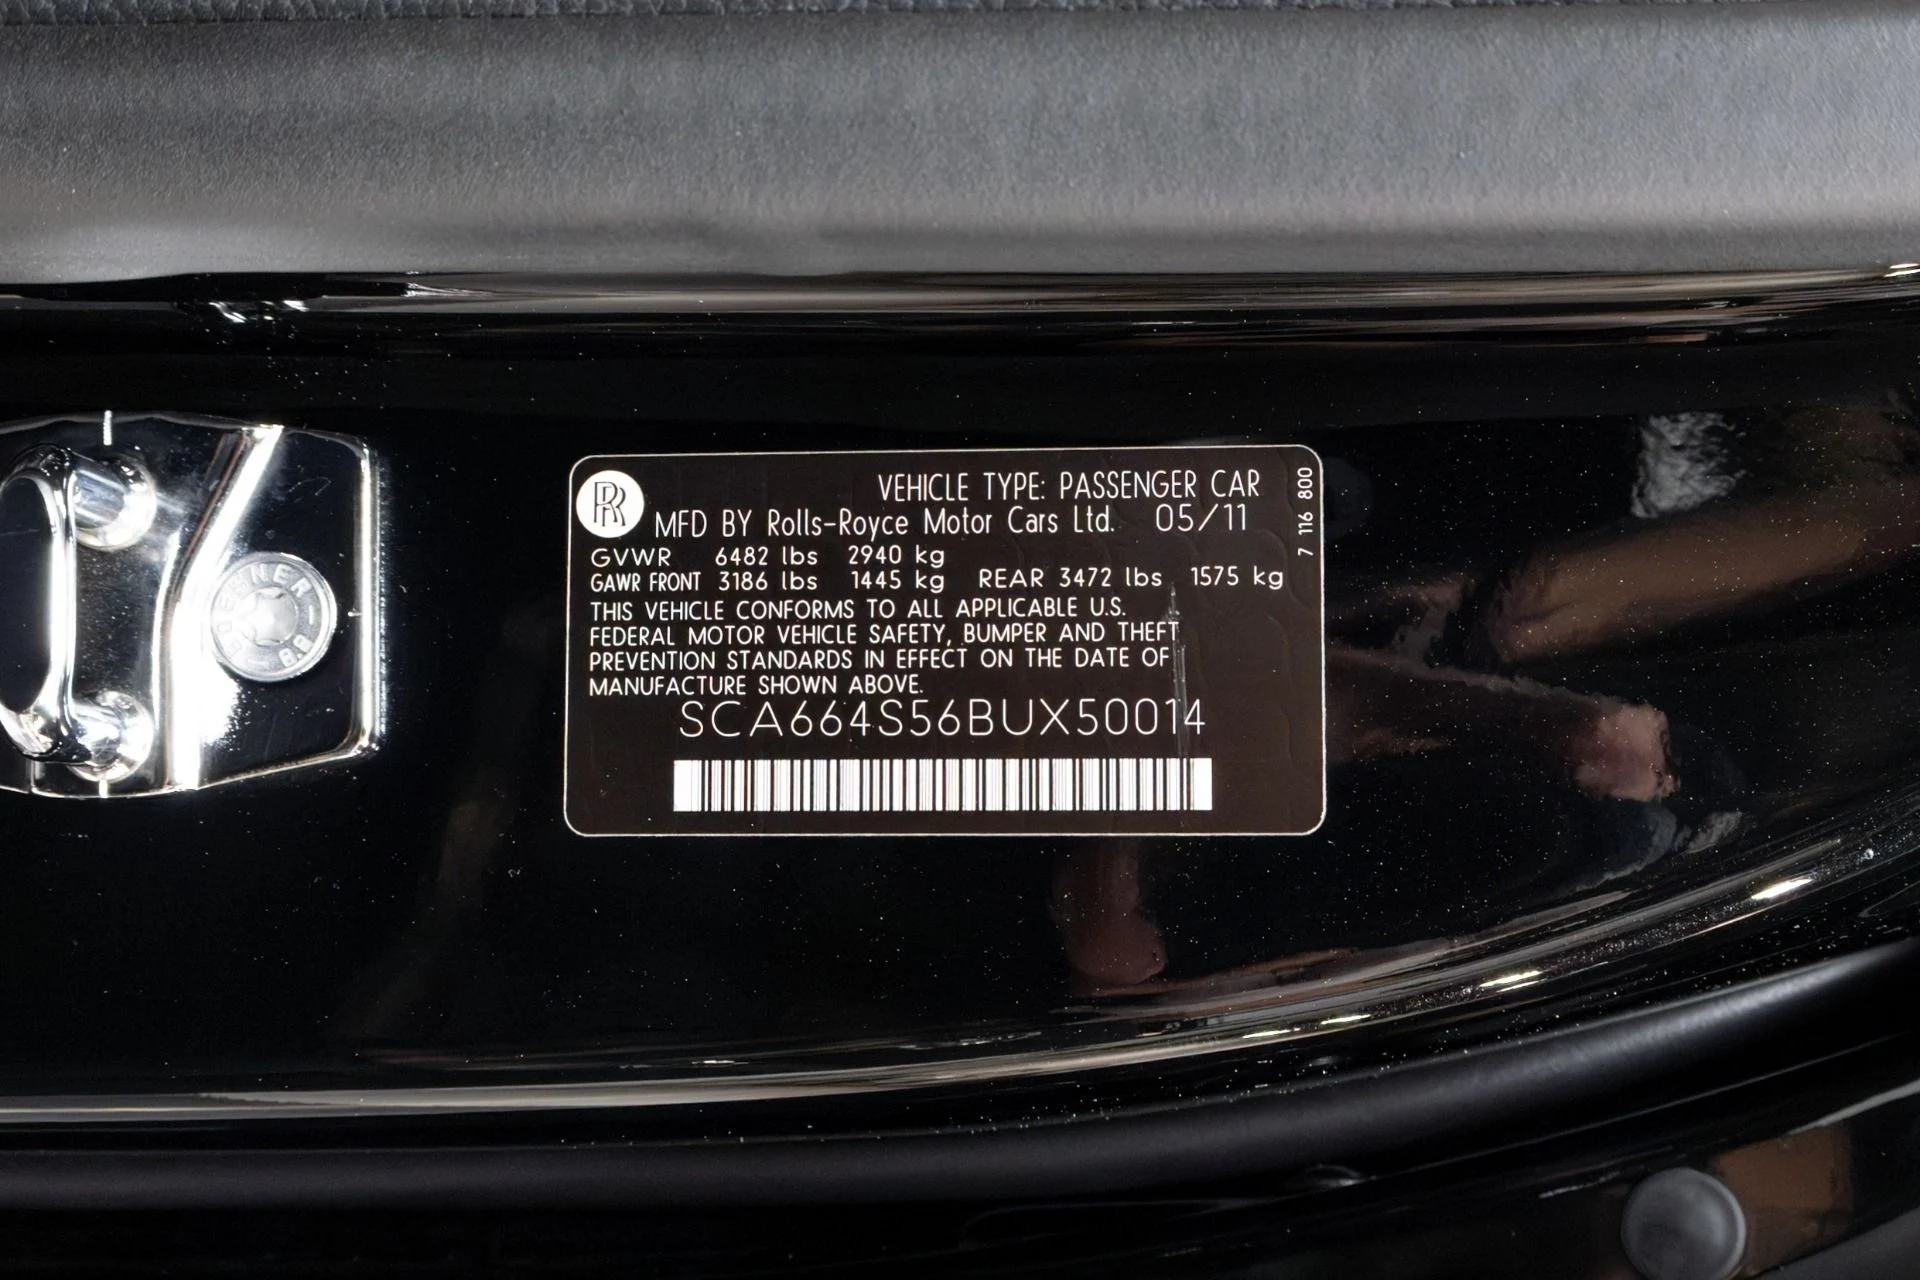 VEHICLE TYPE: PASSENGER CAR
MFD BY Rolls-Royce Motor Cars Ltd. 05/11
GVWR 6482 lbs 2940 kg
GAWR FRONT 3186 lbs 1445 kg REAR 3472 lbs 1575 kg
THIS VEHICLE CONFORMS TO ALL APPLICABLE U.S.
FEDERAL MOTOR VEHICLE SAFETY, BUMPER AND THEFT
PREVENTION STANDARDS IN EFFECT ON THE DATE OF
MANUFACTURE SHOWN ABOVE.
SCA664S56BUX50014
7 116 800
RR